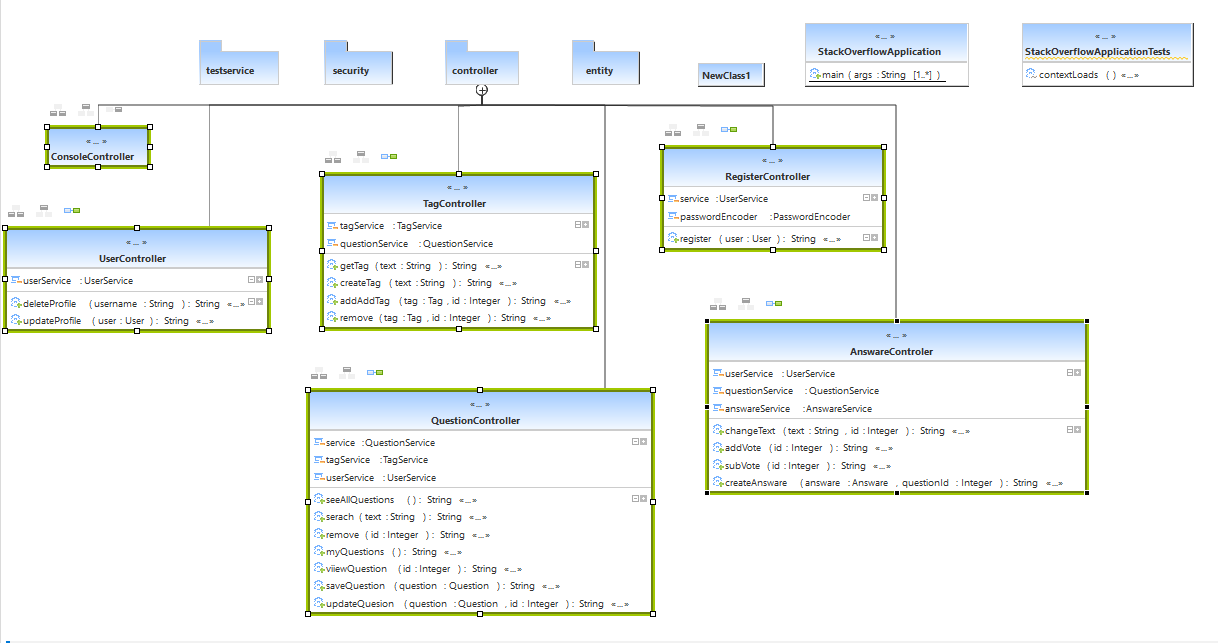 testservice
security
controller
entity
NewClass1
«...»
StackOverflowApplication
main ( args : String [1..*] )
«...»
StackOverflowApplicationTests
contextLoads ( ) «...»
«...»
ConsoleController
«...»
UserController
userService : UserService
deleteProfile ( username : String ) : String «...»
updateProfile ( user : User ) : String «...»
«...»
TagController
tagService : TagService
questionService : QuestionService
getTag ( text : String ) : String «...»
createTag ( text : String ) : String «...»
addAddTag ( tag : Tag , id : Integer ) : String «...»
remove ( tag : Tag , id : Integer ) : String «...»
«...»
RegisterController
service : UserService
passwordEncoder : PasswordEncoder
register ( user : User ) : String «...»
«...»
QuestionController
service : QuestionService
tagService : TagService
userService : UserService
seeAllQuestions ( ) : String «...»
serach ( text : String ) : String «...»
remove ( id : Integer ) : String «...»
myQuestions ( ) : String «...»
viiewQuestion ( id : Integer ) : String «...»
saveQuestion ( question : Question ) : String «...»
updateQuesion ( question : Question , id : Integer ) : String «...»
«...»
AnswareControler
userService : UserService
questionService : QuestionService
answareService : AnswareService
changeText ( text : String , id : Integer ) : String «...»
addVote ( id : Integer ) : String «...»
subVote ( id : Integer ) : String «...»
createAnsware ( answare : Answare , questionId : Integer ) : String «...»